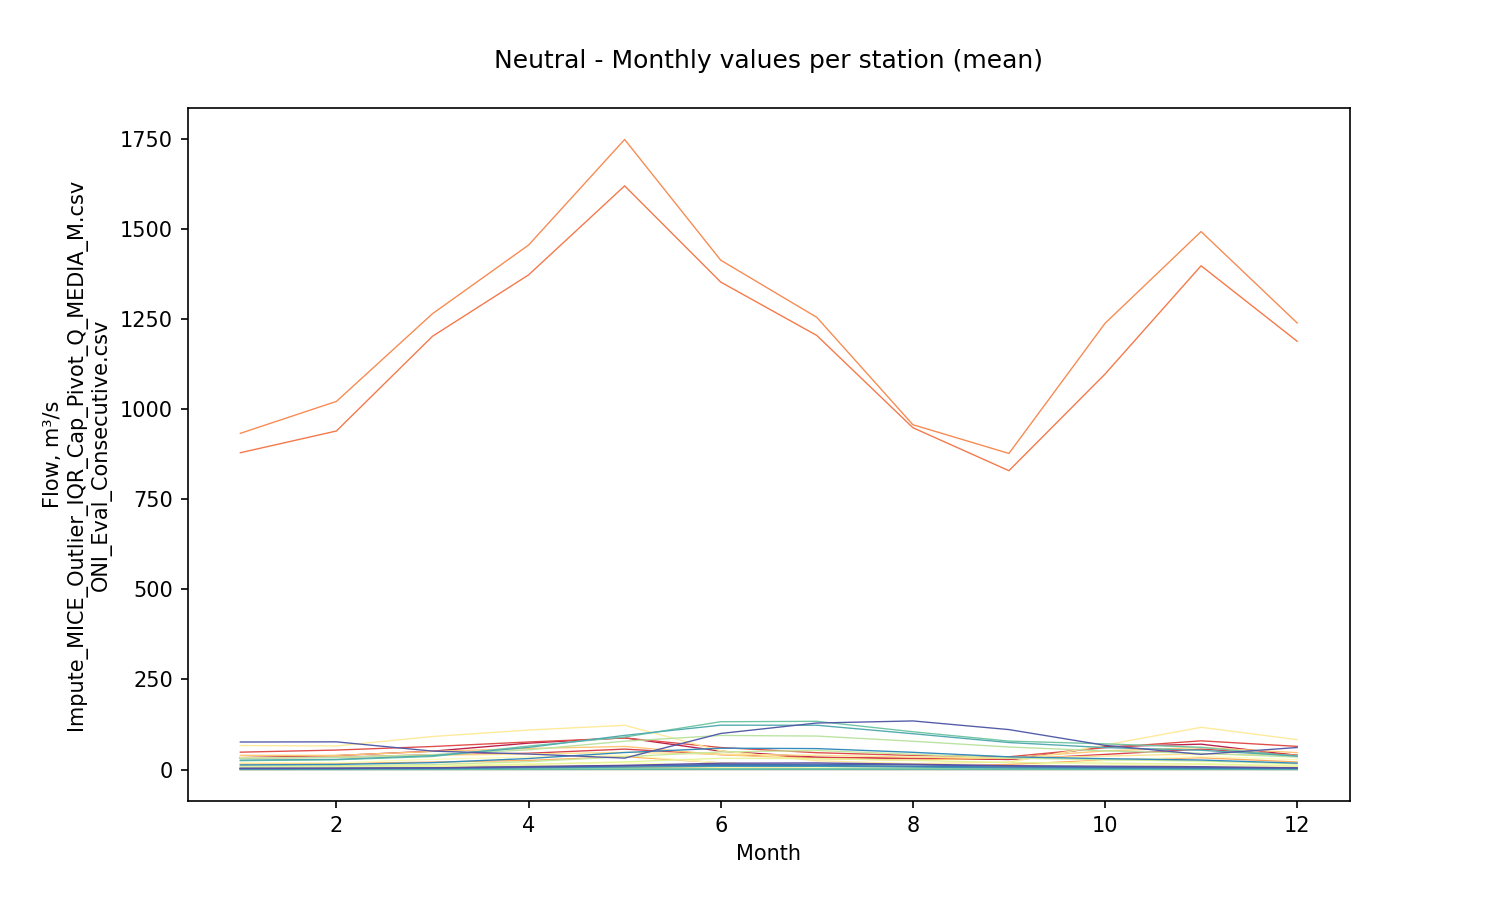 Neutral - Monthly values per station (mean)
Flow, m³/s
Impute_MICE_Outlier_IQR_Cap_Pivot_Q_MEDIA_M.csv
ONI_Eval_Consecutive.csv
1750
1500
1250
1000
750
500
250
0
2 4 6 8 10 12
Month